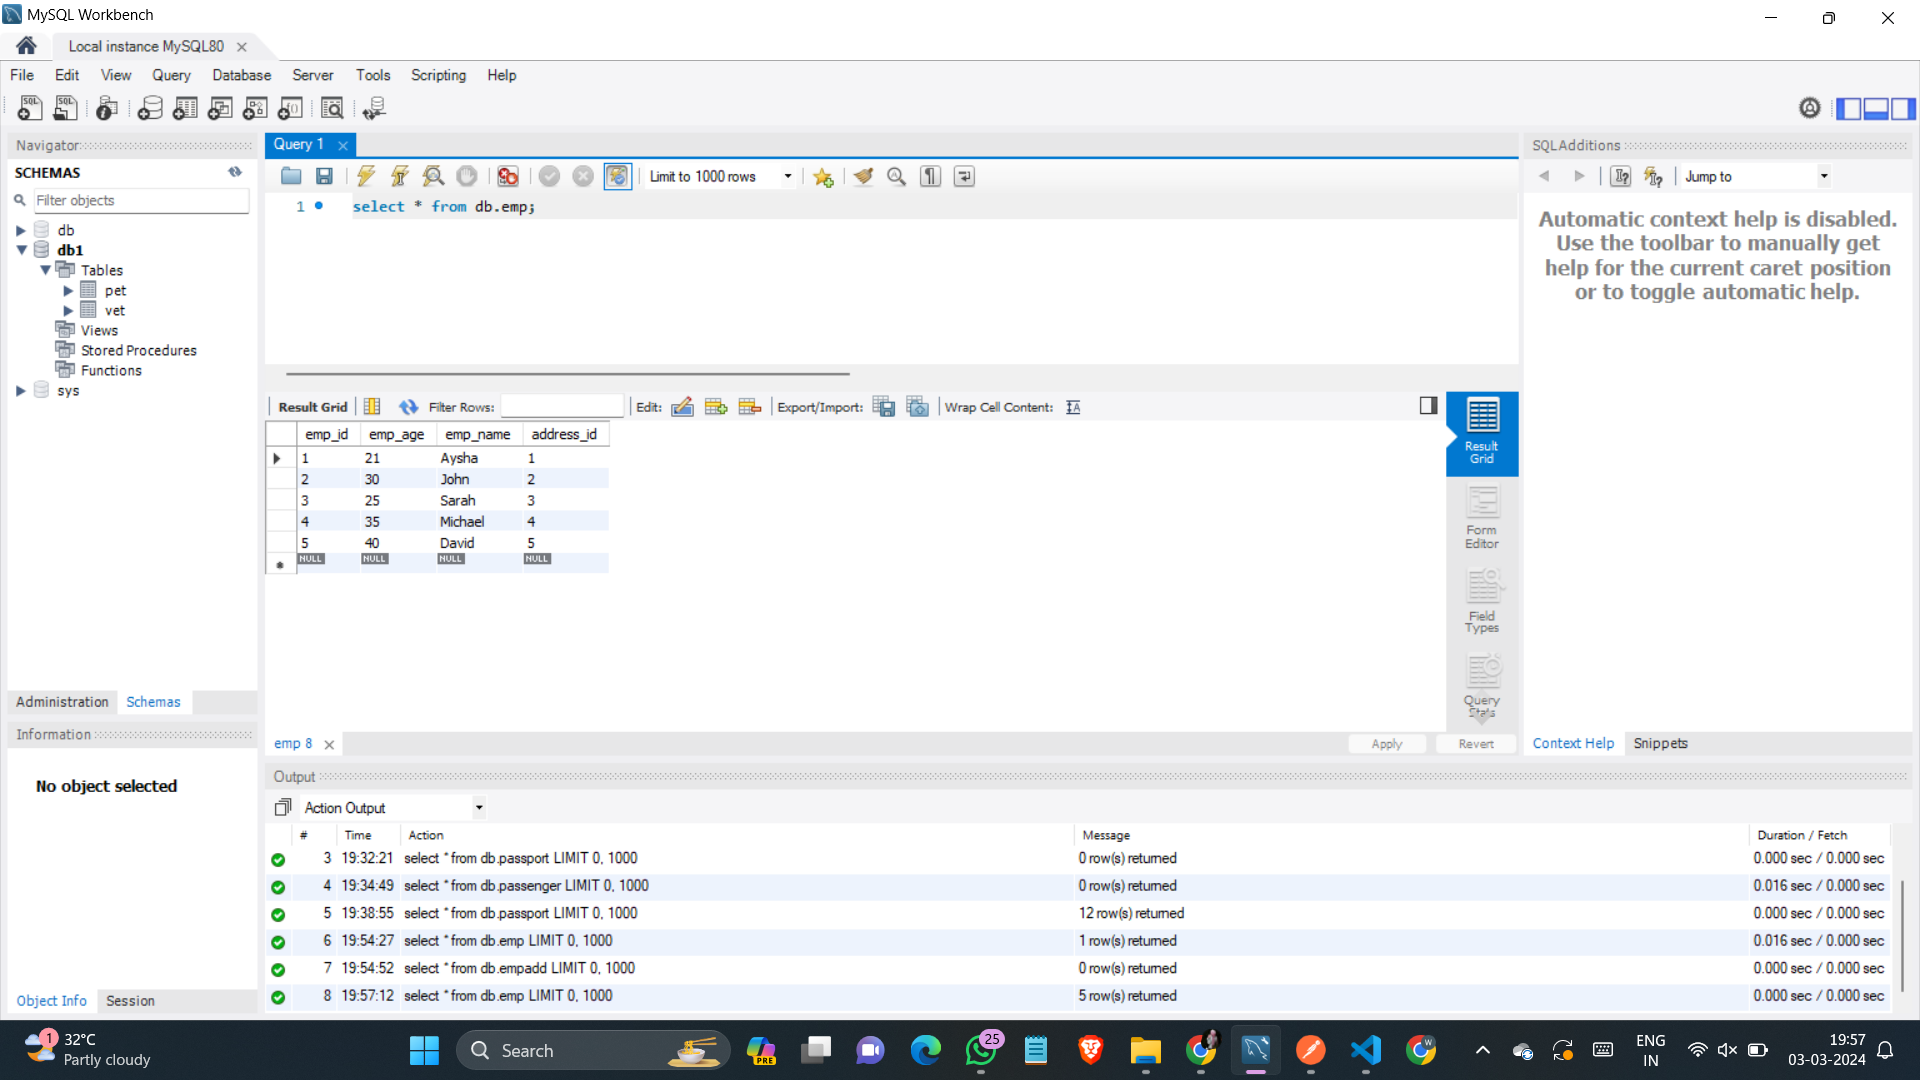 MySQL Workbench
Local instance MySQL80
File Edit View Query Database Server Tools Scripting Help
Navigator
SCHEMAS
Filter objects
db
db1
Tables
pet
vet
Views
Stored Procedures
Functions
sys
Administration Schemas
Information
No object selected
Object Info Session
Query 1
Limit to 1000 rows
1 select * from db.emp;
Result Grid Filter Rows: Edit: Export/Import: Wrap Cell Content:
emp_id emp_age emp_name address_id
1 21 Aysha 1
2 30 John 2
3 25 Sarah 3
4 35 Michael 4
5 40 David 5
NULL NULL NULL NULL
Result
Grid
Form
Editor
Field
Types
Query
Stats
emp 8
Apply Revert
SQLAdditions
Jump to
Automatic context help is disabled.
Use the toolbar to manually get
help for the current caret position
or to toggle automatic help.
Context Help Snippets
Output
Action Output
# Time Action Message Duration / Fetch
3 19:32:21 select * from db.passport LIMIT 0, 1000 0 row(s) returned 0.000 sec / 0.000 sec
4 19:34:49 select * from db.passenger LIMIT 0, 1000 0 row(s) returned 0.016 sec / 0.000 sec
5 19:38:55 select * from db.passport LIMIT 0, 1000 12 row(s) returned 0.000 sec / 0.000 sec
6 19:54:27 select * from db.emp LIMIT 0, 1000 1 row(s) returned 0.016 sec / 0.000 sec
7 19:54:52 select * from db.empadd LIMIT 0, 1000 0 row(s) returned 0.000 sec / 0.000 sec
8 19:57:12 select * from db.emp LIMIT 0, 1000 5 row(s) returned 0.000 sec / 0.000 sec
1
32°C
Partly cloudy
Search
PRE
25
W
ENG
IN
19:57
03-03-2024